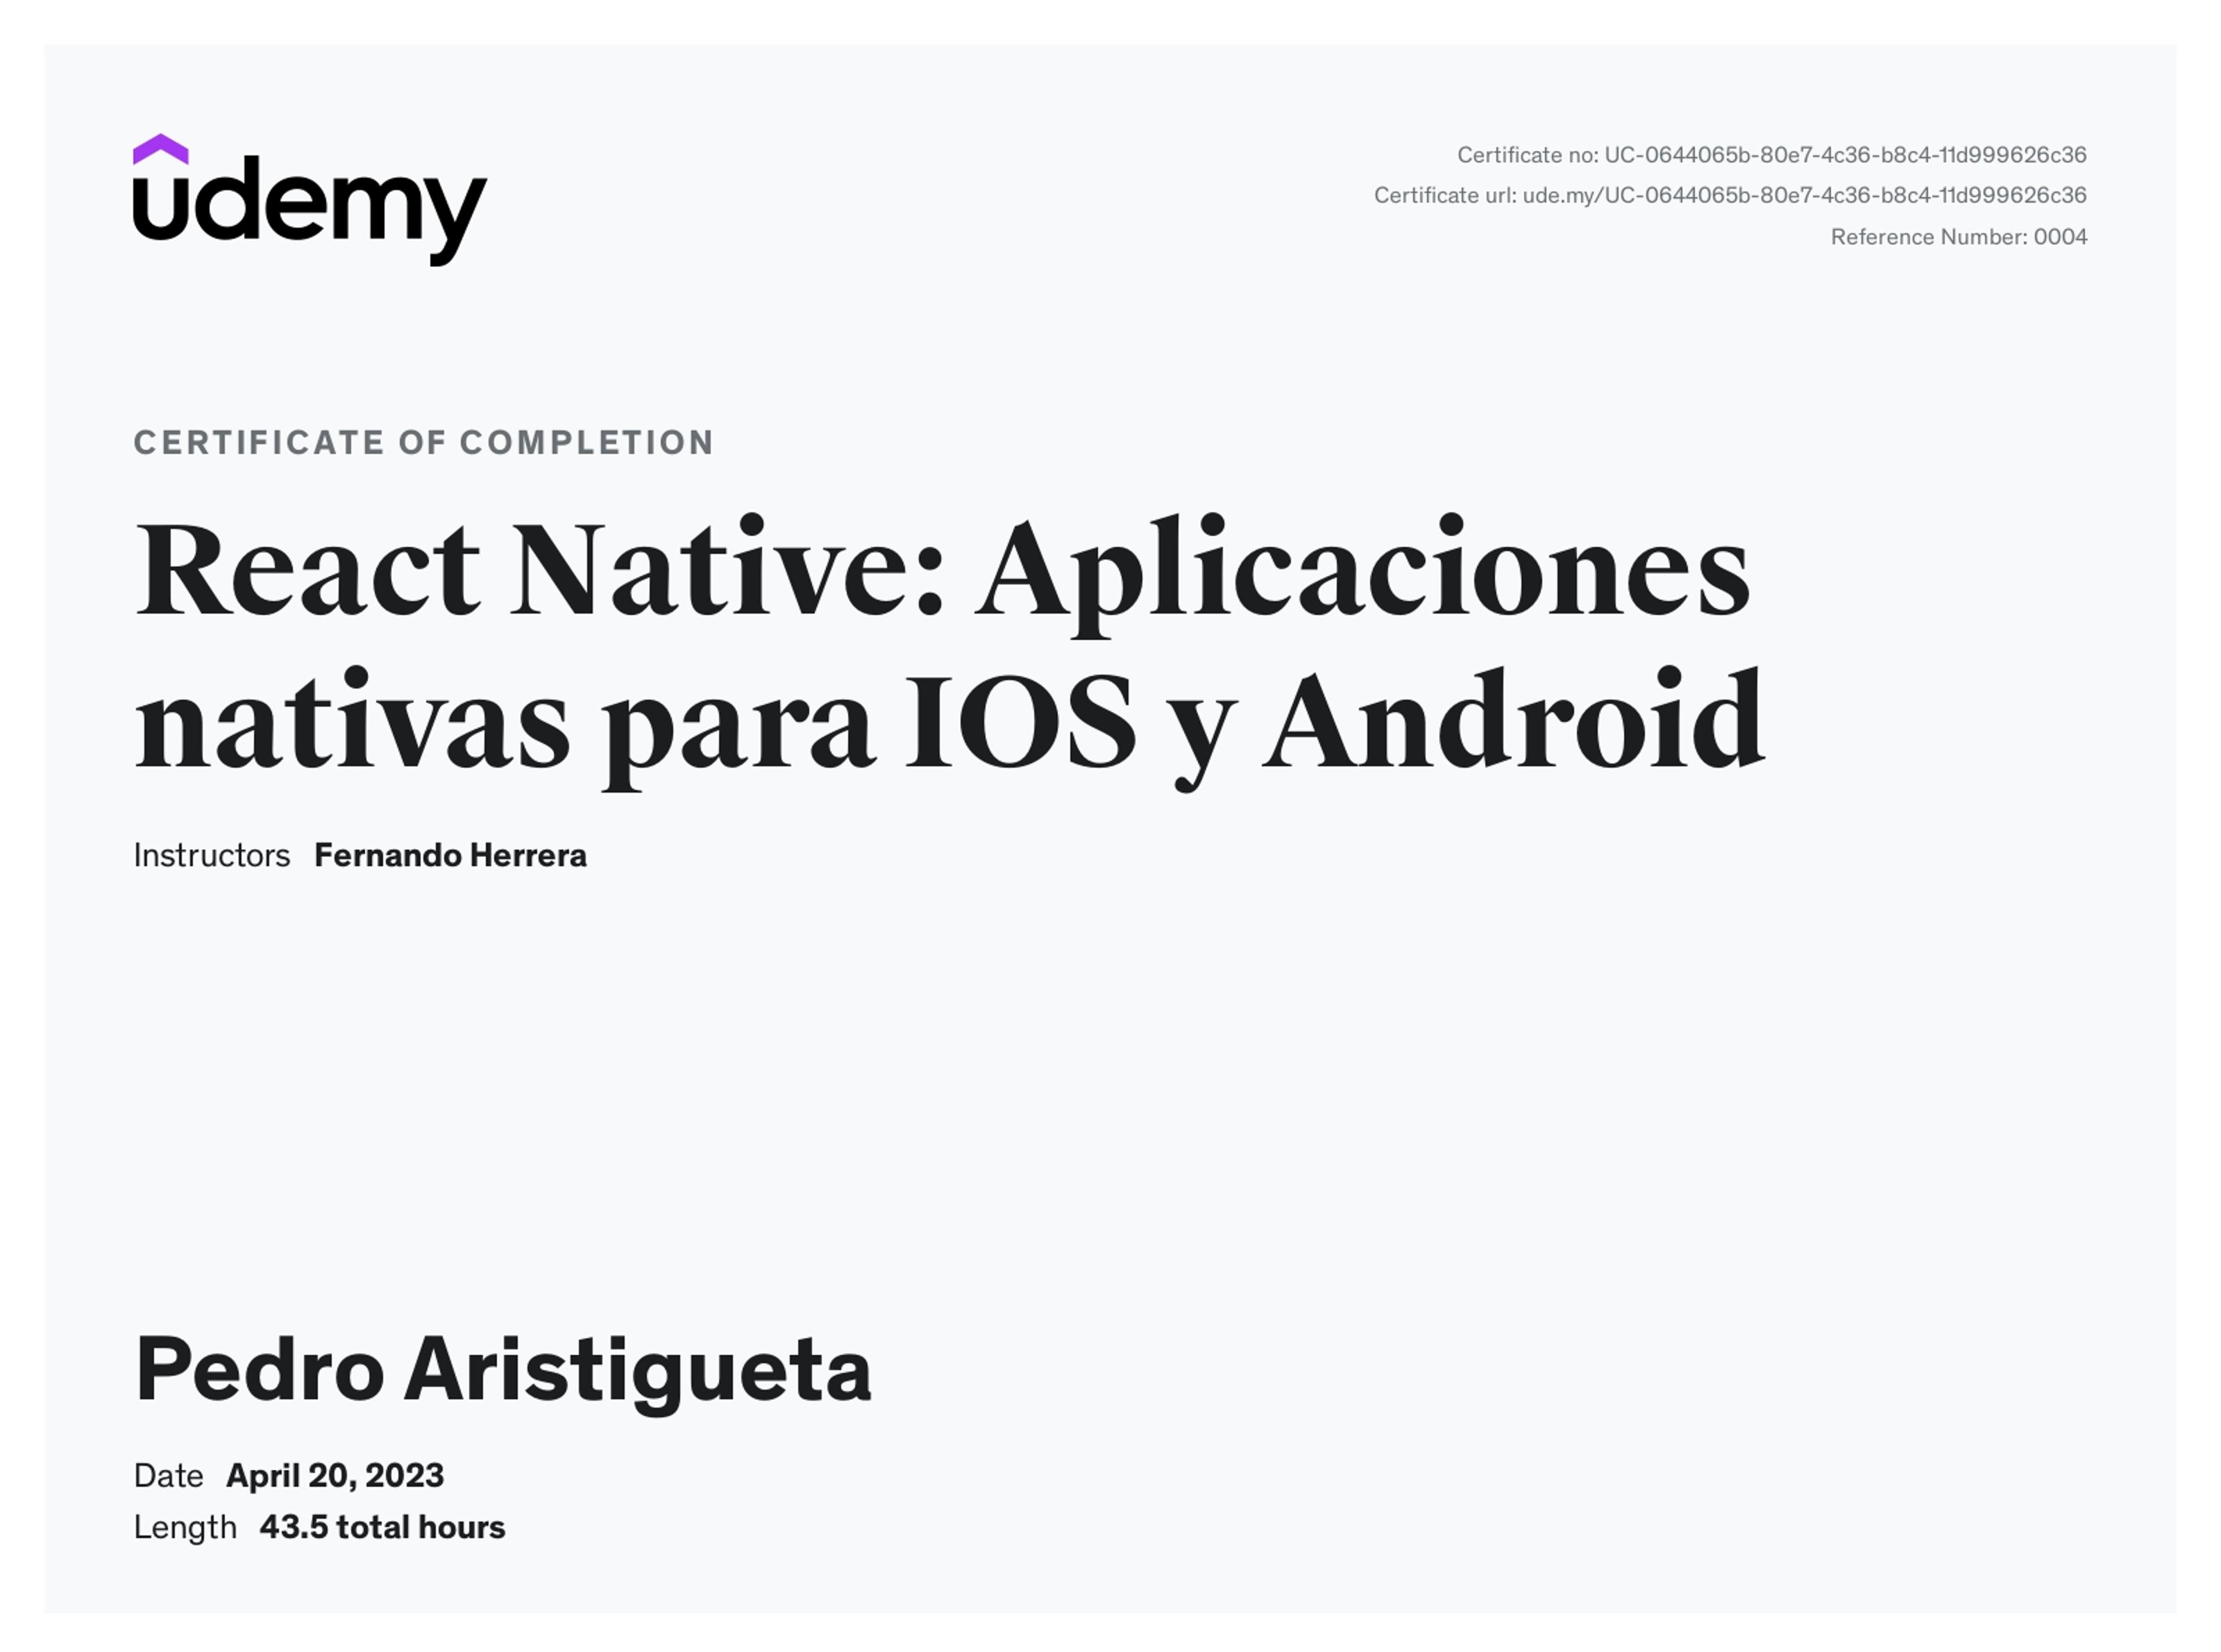 udemy
Certificate no: UC-0644065b-80e7-4c36-b8c4-11d999626c36
Certificate url: ude.my/UC-0644065b-80e7-4c36-b8c4-11d999626c36
Reference Number: 0004
CERTIFICATE OF COMPLETION
React Native: Aplicaciones
nativas para IOS y Android
Instructors Fernando Herrera
Pedro Aristigueta
Date April 20, 2023
Length 43.5 total hours